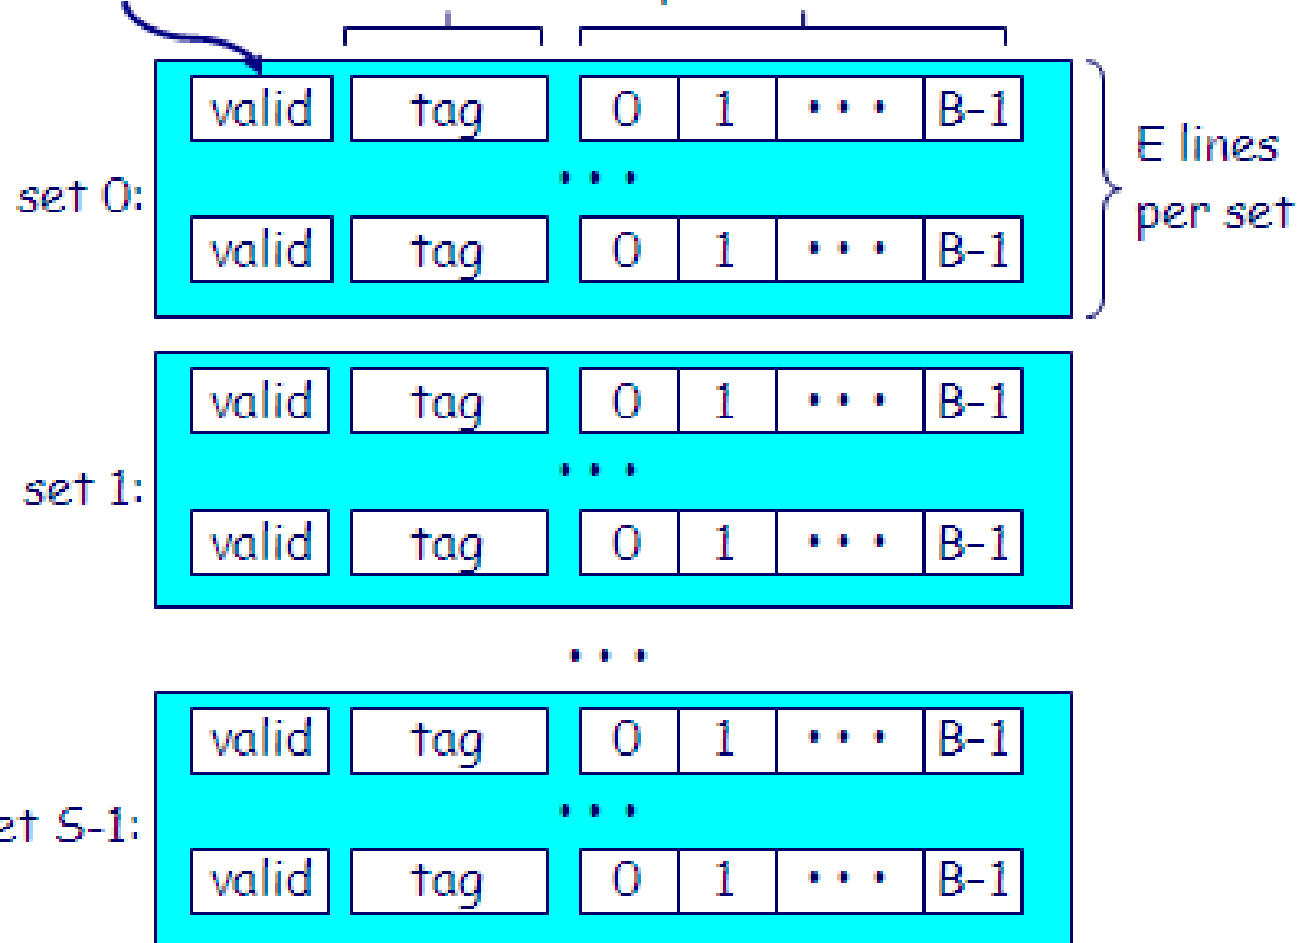 valid tag 0 1 • • • B-1
• • •
set 0:
valid tag 0 1 • • • B-1
E lines
per set
valid tag 0 1 • • • B-1
• • •
set 1:
valid tag 0 1 • • • B-1
• • •
valid tag 0 1 • • • B-1
• • •
et S-1:
valid tag 0 1 • • • B-1